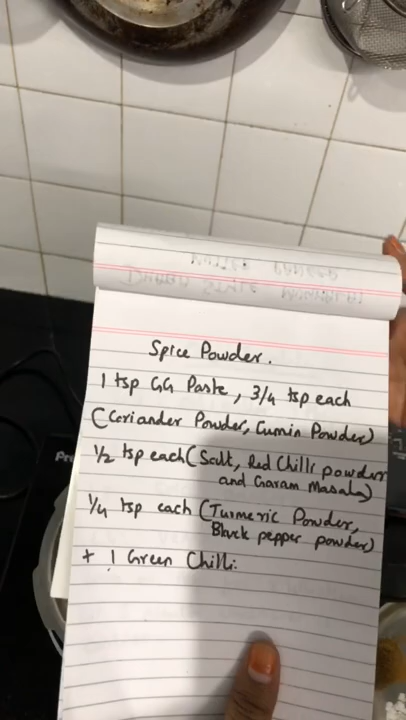 Spice Powder.
1 tsp GG Paste, 3/4 tsp each
(Coriander Powder, Cumin Powder)
1/2 tsp each (Salt, Red Chilli powder
and Garam Masala)
1/4 tsp each (Turmeric Powder,
Black pepper powder)
+ 1 Green Chilli